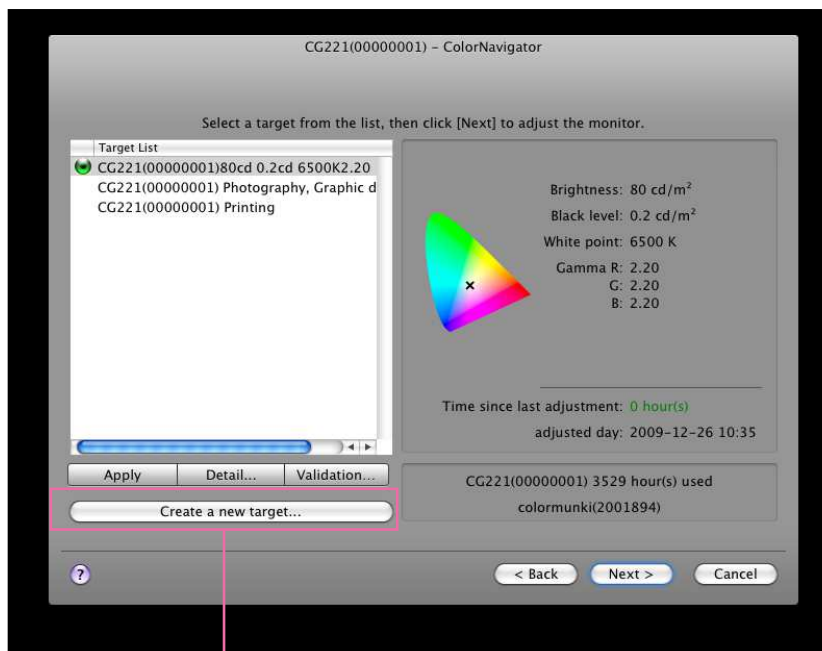 CG221(00000001) – ColorNavigator
Select a target from the list, then click [Next] to adjust the monitor.
Target List
CG221(00000001)80cd 0.2cd 6500K2.20
CG221(00000001) Photography, Graphic d
CG221(00000001) Printing
Brightness: 80 cd/m²
Black level: 0.2 cd/m²
White point: 6500 K
Gamma R: 2.20
G: 2.20
B: 2.20
Time since last adjustment: 0 hour(s)
adjusted day: 2009-12-26 10:35
Apply
Detail...
Validation...
CG221(00000001) 3529 hour(s) used
colormunki(2001894)
Create a new target...
?
< Back
Next >
Cancel